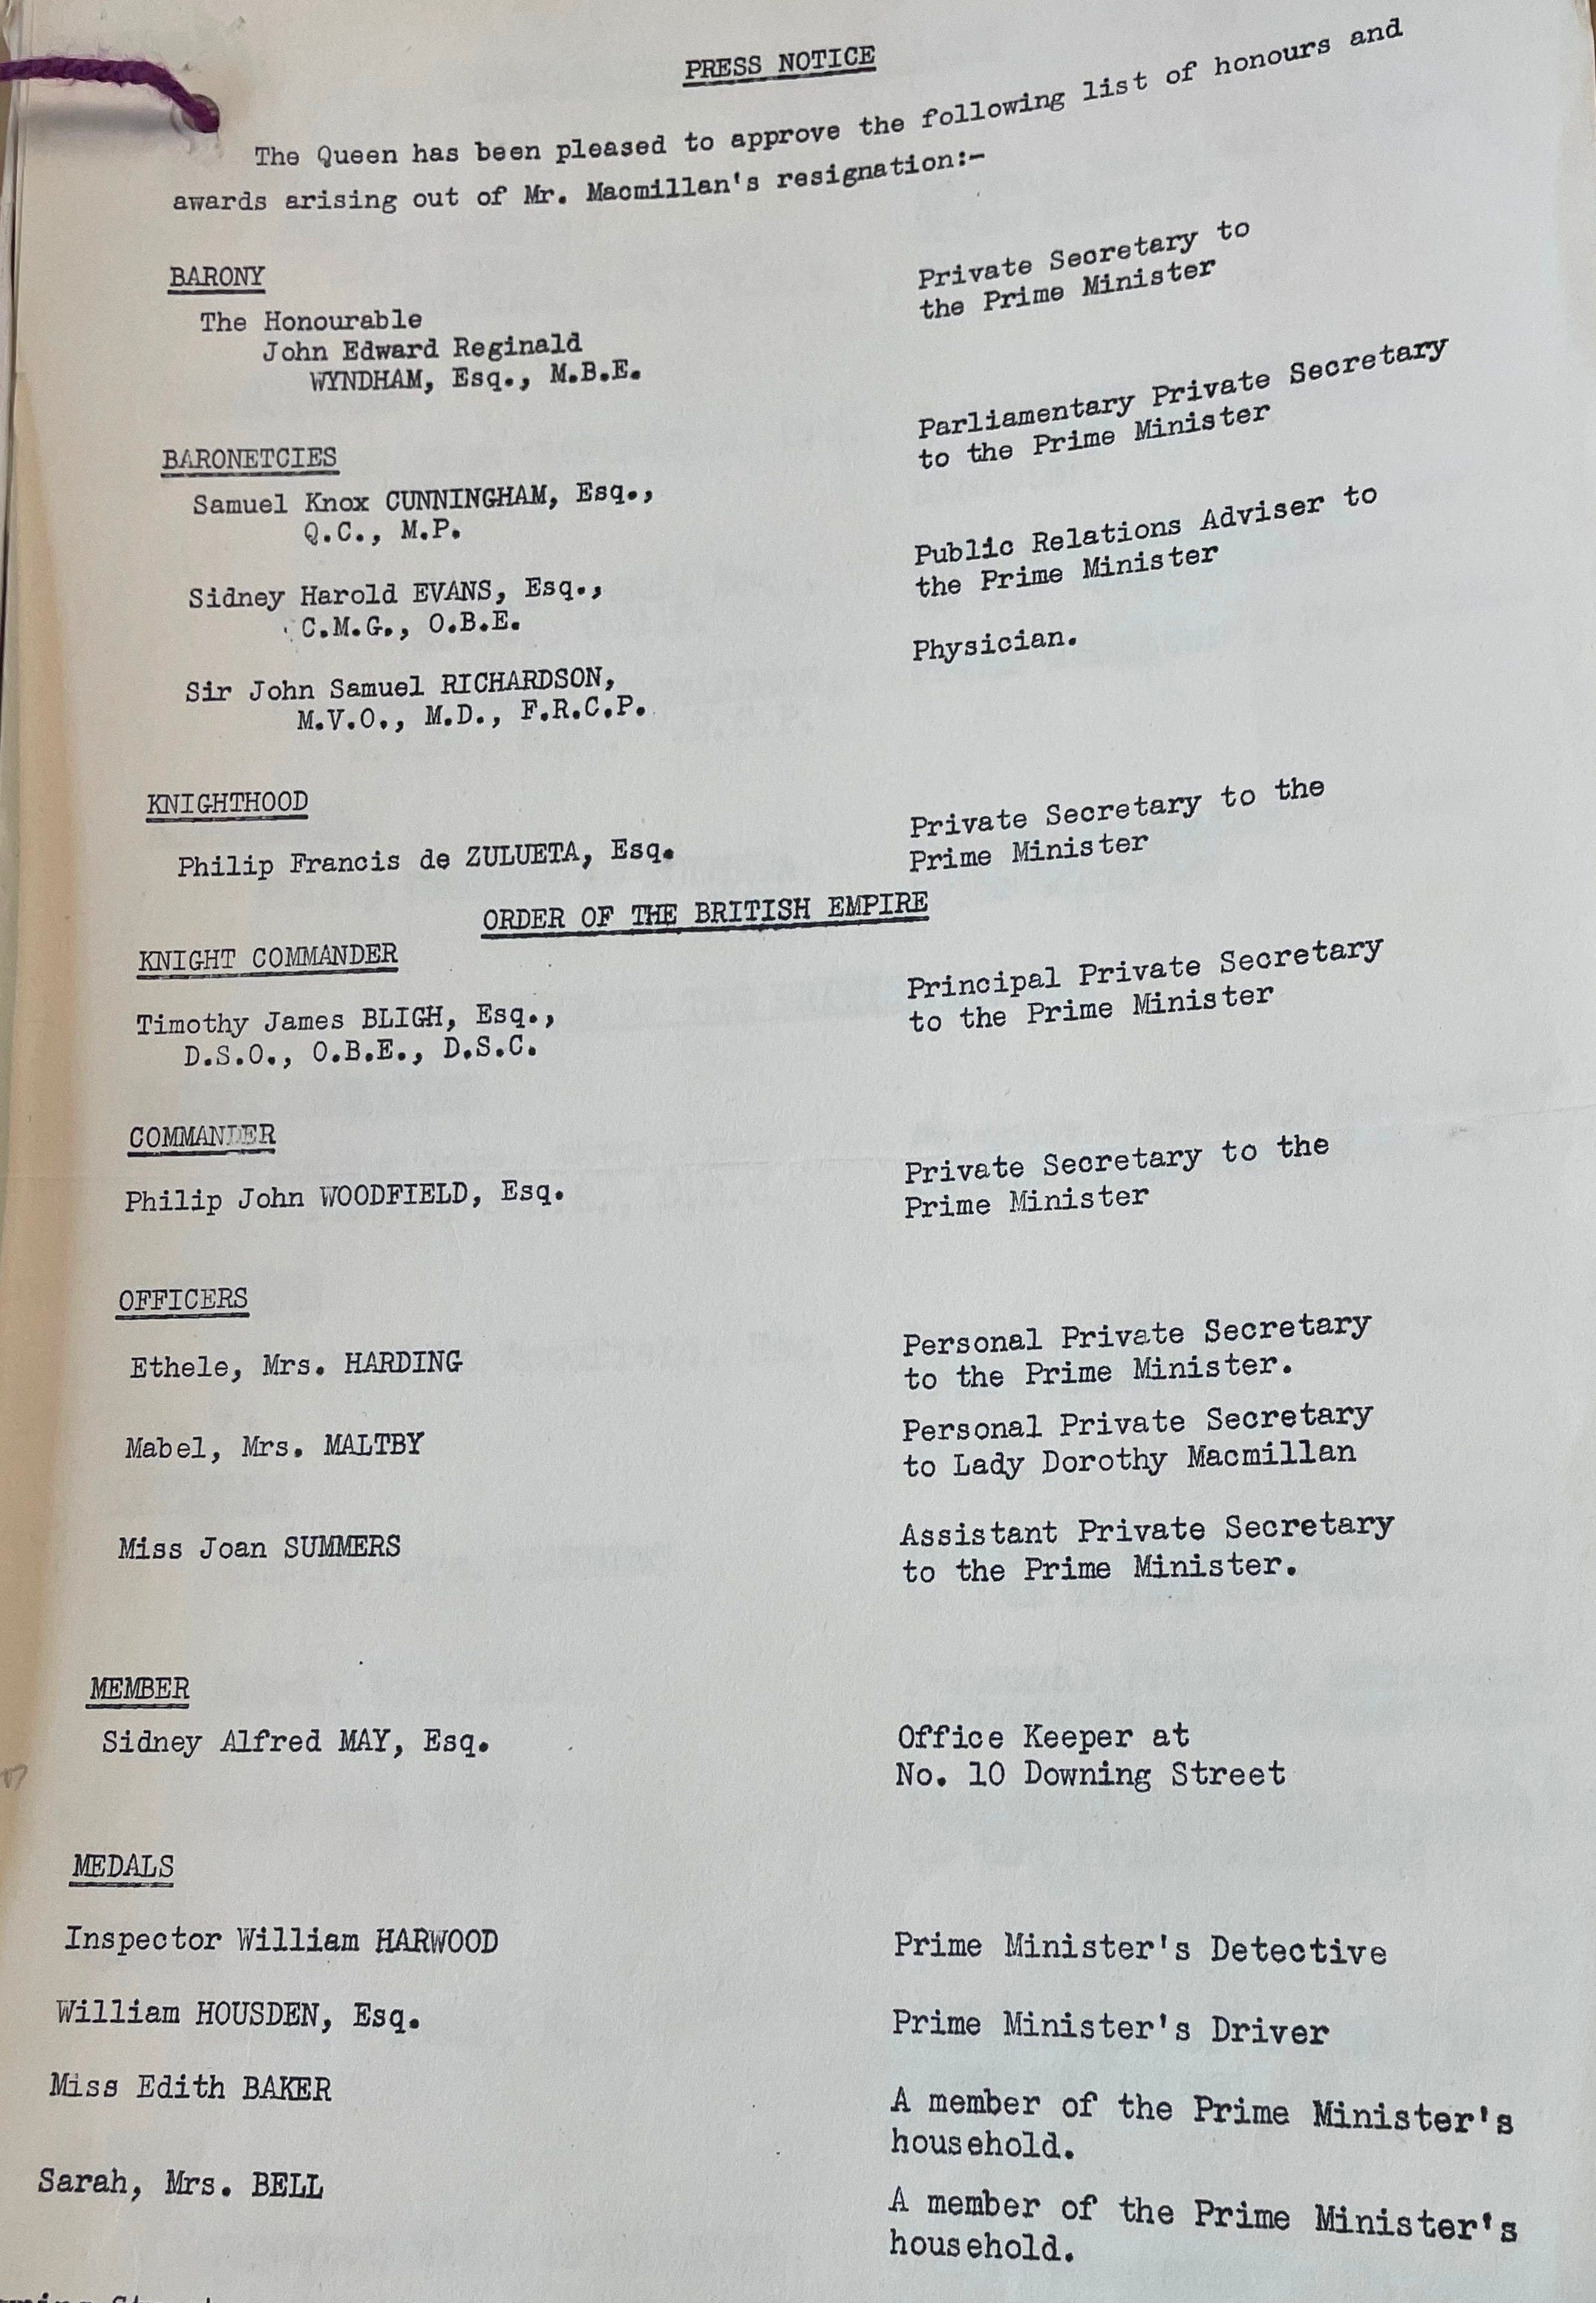 PRESS NOTICE
The Queen has been pleased to approve the following list of honours and
awards arising out of Mr. Macmillan's resignation:-
BARONY
The Honourable
John Edward Reginald
WYNDHAM, Esq., M.B.E.
Private Secretary to
the Prime Minister
BARONETCIES
Samuel Knox CUNNINGHAM, Esq.,
Q.C., M.P.
Parliamentary Private Secretary
to the Prime Minister
Sidney Harold EVANS, Esq.,
C.M.G., O.B.E.
Public Relations Adviser to
the Prime Minister
Sir John Samuel RICHARDSON,
M.V.O., M.D., F.R.C.P.
Physician.
KNIGHTHOOD
Philip Francis de ZULUETA, Esq.
Private Secretary to the
Prime Minister
ORDER OF THE BRITISH EMPIRE
KNIGHT COMMANDER
Timothy James BLIGH, Esq.,
D.S.O., O.B.E., D.S.C.
Principal Private Secretary
to the Prime Minister
COMMANDER
Philip John WOODFIELD, Esq.
Private Secretary to the
Prime Minister
OFFICERS
Ethele, Mrs. HARDING
Personal Private Secretary
to the Prime Minister.
Mabel, Mrs. MALTBY
Personal Private Secretary
to Lady Dorothy Macmillan
Miss Joan SUMMERS
Assistant Private Secretary
to the Prime Minister.
MEMBER
Sidney Alfred MAY, Esq.
Office Keeper at
No. 10 Downing Street
MEDALS
Inspector William HARWOOD
Prime Minister's Detective
William HOUSDEN, Esq.
Prime Minister's Driver
Miss Edith BAKER
A member of the Prime Minister's
household.
Sarah, Mrs. BELL
A member of the Prime Minister's
household.